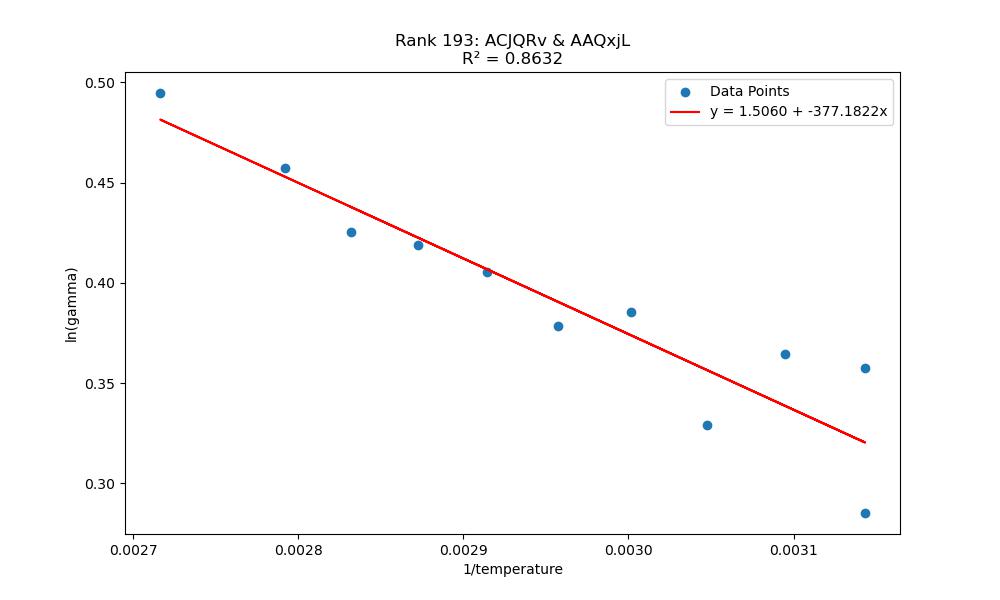 Rank 193: ACJQRv & AAQxjL
R² = 0.8632
Data Points
y = 1.5060 + -377.1822x
0.50
0.45
0.40
0.35
0.30
ln(gamma)
0.0027
0.0028
0.0029
0.0030
0.0031
1/temperature